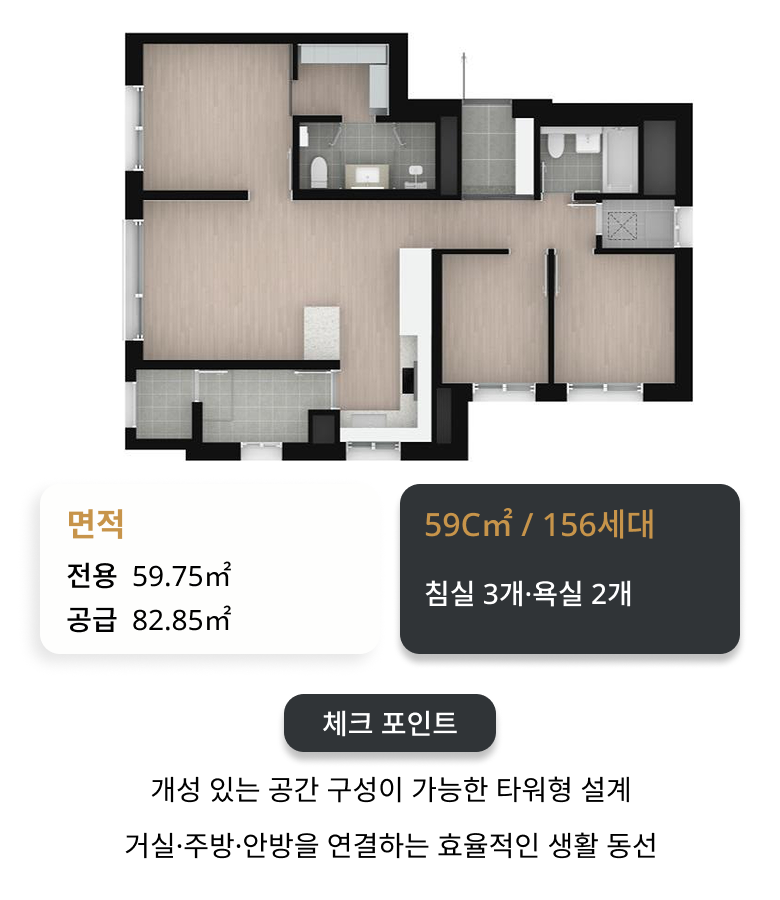 면적
전용 59.75㎡
공급 82.85㎡
59C㎡ / 156세대
침실 3개·욕실 2개
체크 포인트
개성 있는 공간 구성이 가능한 타워형 설계
거실·주방·안방을 연결하는 효율적인 생활 동선